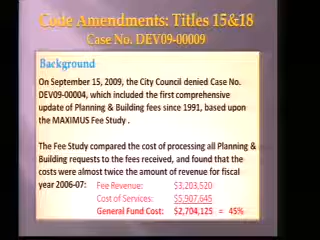 Code Amendments: Titles 15&18
Case No. DEV09-00009
Background
On September 15, 2009, the City Council denied Case No.
DEV09-00004, which included the first comprehensive
update of Planning & Building fees since 1991, based upon
the MAXIMUS Fee Study .
The Fee Study compared the cost of processing all Planning &
Building requests to the fees received, and found that the
costs were almost twice the amount of revenue for fiscal
year 2006-07: Fee Revenue: $3,203,520
Cost of Services: $5,907,645
General Fund Cost: $2,704,125 = 45%